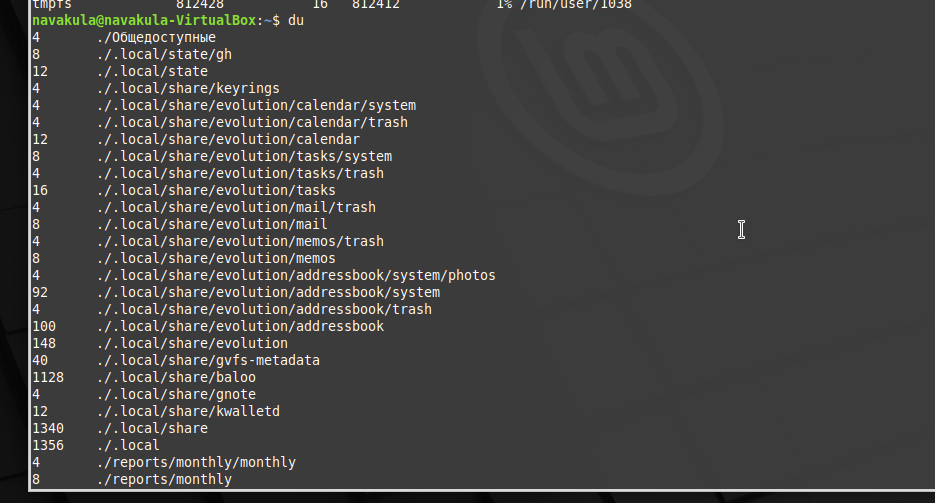 tmpfs 812428 16 812412 1% /run/user/1038
navakula@navakula-VirtualBox:~$ du
4 ./Общедоступные
8 ./.local/state/gh
12 ./.local/state
4 ./.local/share/keyrings
4 ./.local/share/evolution/calendar/system
4 ./.local/share/evolution/calendar/trash
12 ./.local/share/evolution/calendar
8 ./.local/share/evolution/tasks/system
4 ./.local/share/evolution/tasks/trash
16 ./.local/share/evolution/tasks
4 ./.local/share/evolution/mail/trash
8 ./.local/share/evolution/mail
4 ./.local/share/evolution/memos/trash
8 ./.local/share/evolution/memos
4 ./.local/share/evolution/addressbook/system/photos
92 ./.local/share/evolution/addressbook/system
4 ./.local/share/evolution/addressbook/trash
100 ./.local/share/evolution/addressbook
148 ./.local/share/evolution
40 ./.local/share/gvfs-metadata
1128 ./.local/share/baloo
4 ./.local/share/gnote
12 ./.local/share/kwalletd
1340 ./.local/share
1356 ./.local
4 ./reports/monthly/monthly
8 ./reports/monthly